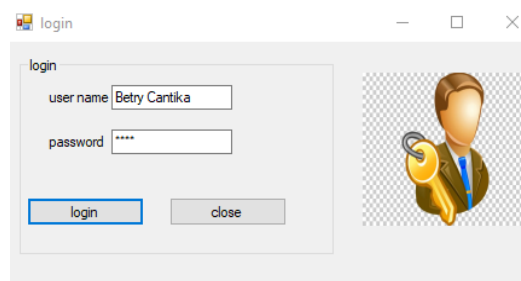 login
login
user name Betry Cantika
password ****
login close